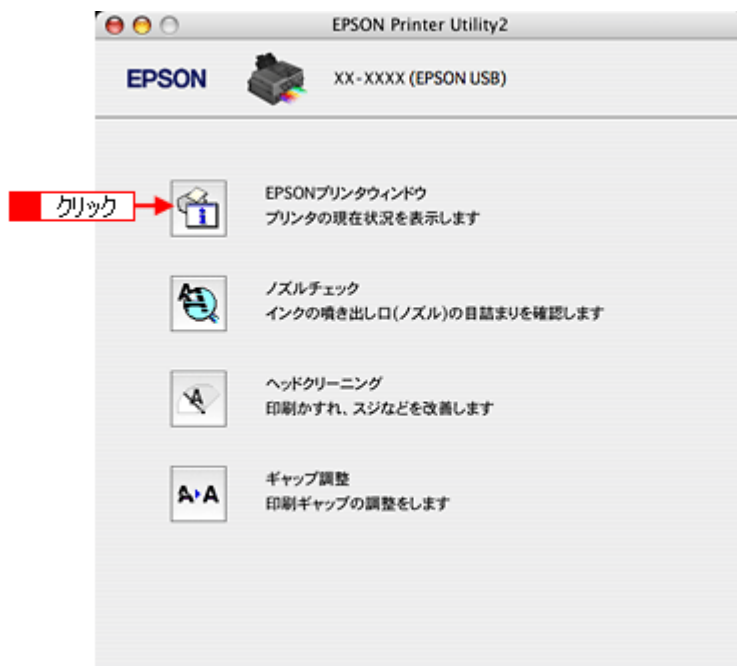 EPSON Printer Utility2
EPSON
XX-XXXX (EPSON USB)
クリック
EPSONプリンタウィンドウ
プリンタの現在状況を表示します
ノズルチェック
インクの噴き出し口(ノズル)の目詰まりを確認します
ヘッドクリーニング
印刷かすれ、スジなどを改善します
ギャップ調整
印刷ギャップの調整をします